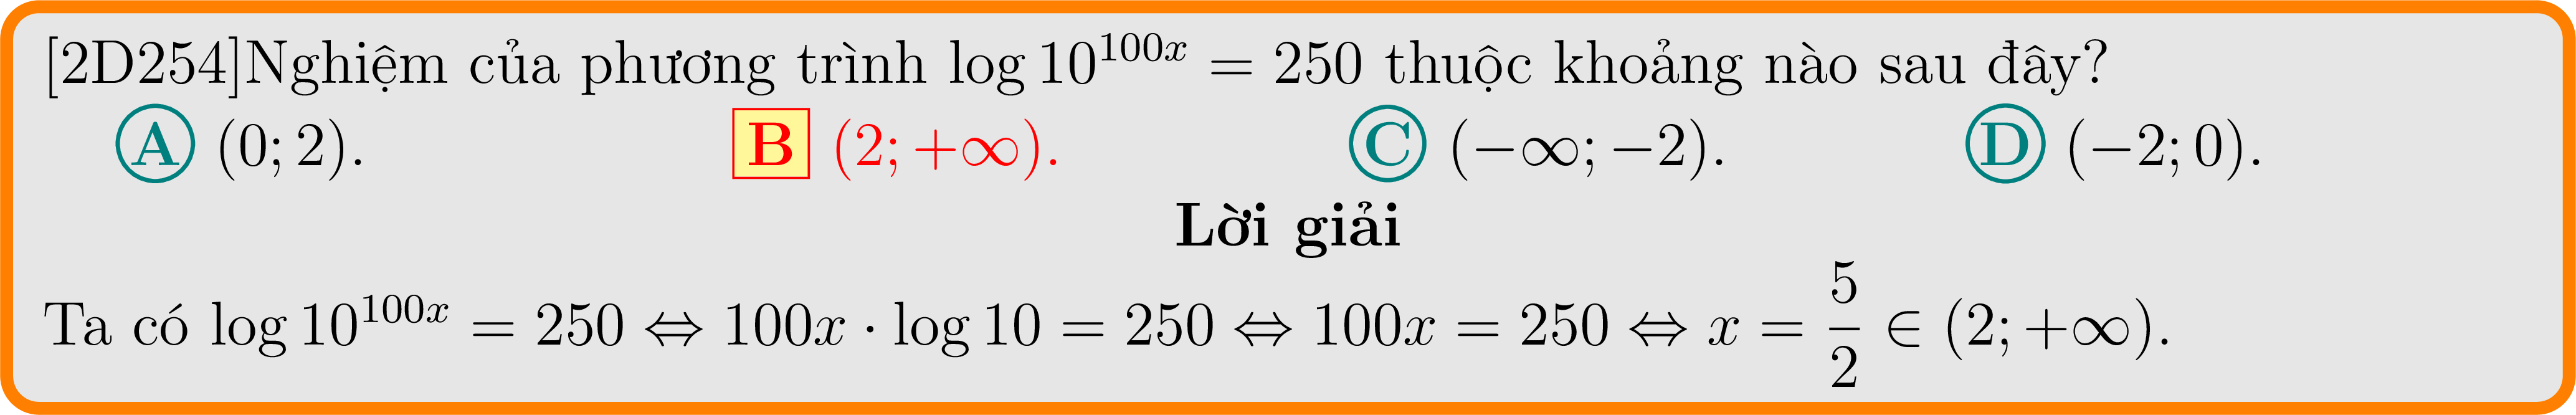 [2D254]Nghiệm của phương trình log 10^{100x} = 250 thuộc khoảng nào sau đây?
A (0; 2). B (2; +∞). C (−∞; −2). D (−2; 0).
Lời giải
Ta có log 10^{100x} = 250 ⇔ 100x · log 10 = 250 ⇔ 100x = 250 ⇔ x = \frac{5}{2} ∈ (2; +∞).